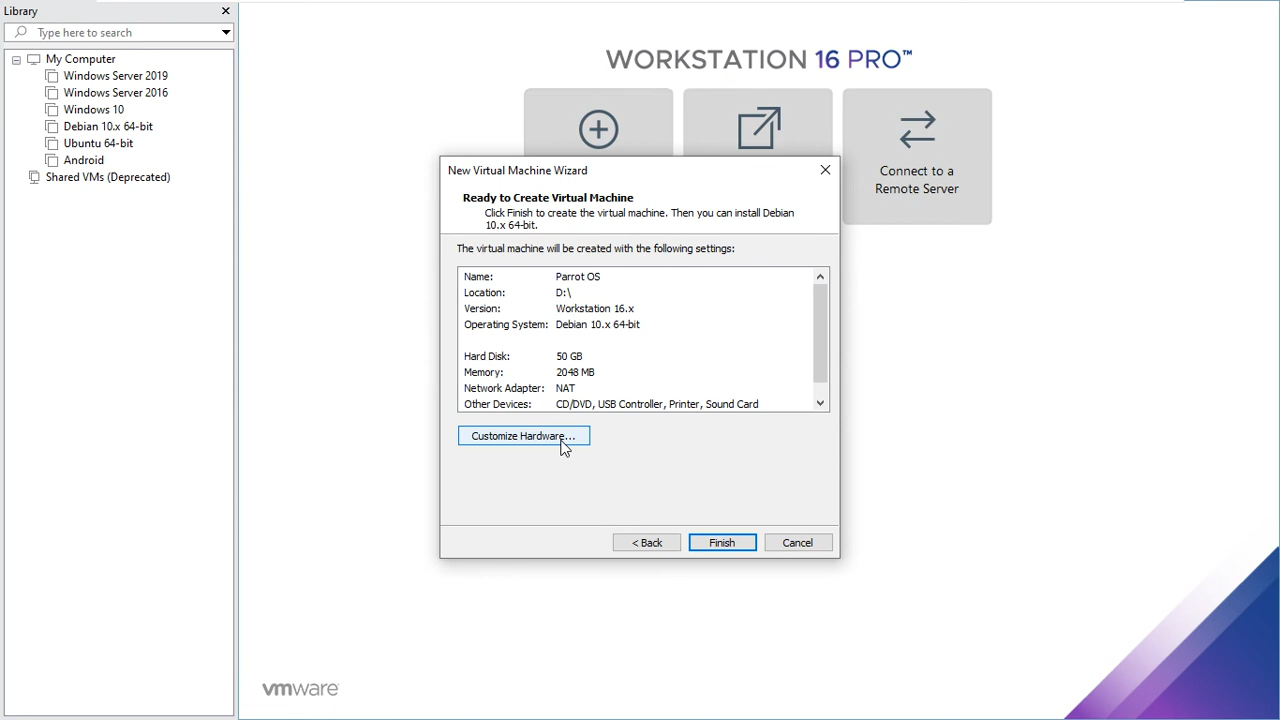 Library
Type here to search
My Computer
Windows Server 2019
Windows Server 2016
Windows 10
Debian 10.x 64-bit
Ubuntu 64-bit
Android
Shared VMs (Deprecated)
WORKSTATION 16 PRO™
Connect to a
Remote Server
New Virtual Machine Wizard
Ready to Create Virtual Machine
Click Finish to create the virtual machine. Then you can install Debian
10.x 64-bit.
The virtual machine will be created with the following settings:
Name: Parrot OS
Location: D:\
Version: Workstation 16.x
Operating System: Debian 10.x 64-bit
Hard Disk: 50 GB
Memory: 2048 MB
Network Adapter: NAT
Other Devices: CD/DVD, USB Controller, Printer, Sound Card
Customize Hardware...
< Back
Finish
Cancel
vmware